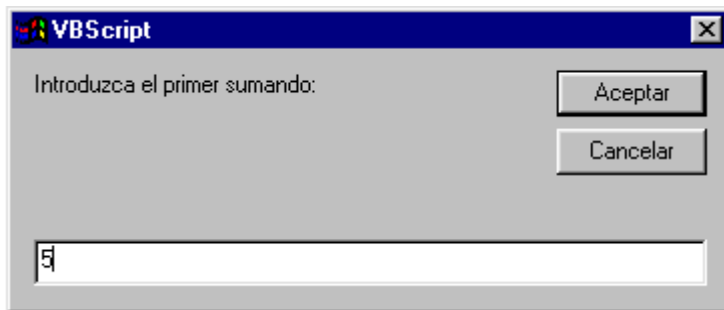 VBScript
Introduzca el primer sumando:
Aceptar
Cancelar
5